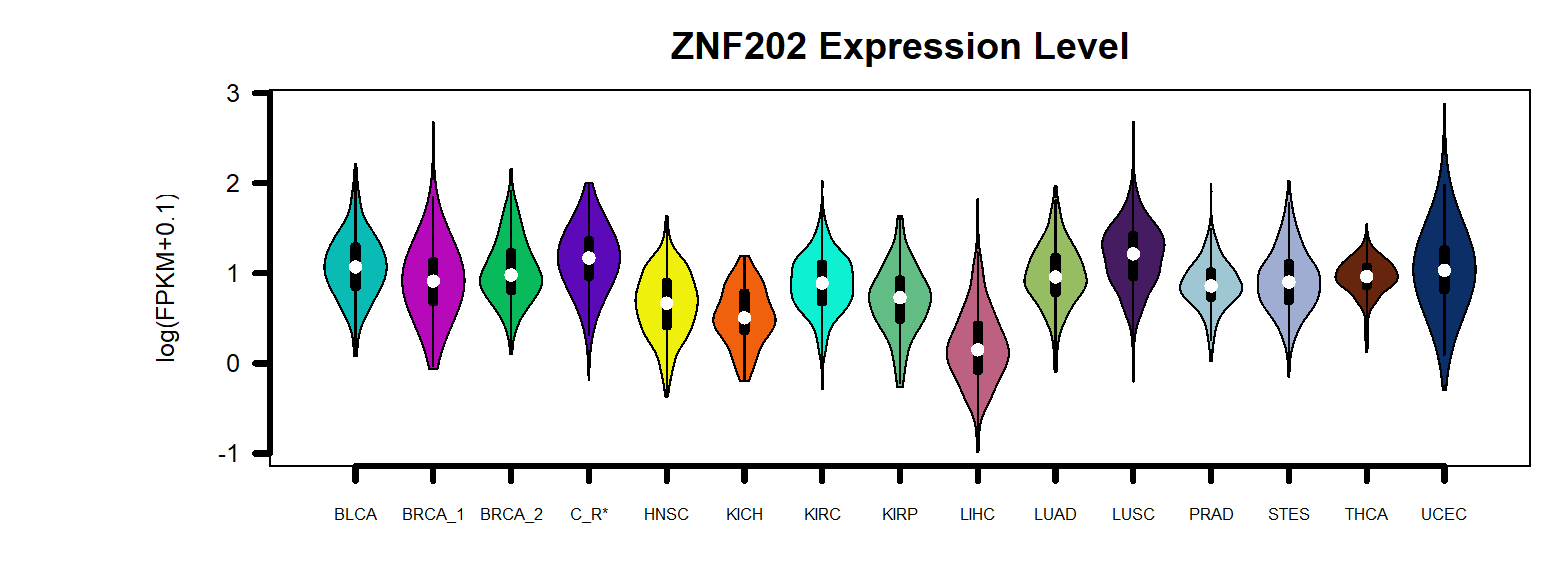 ZNF202 Expression Level
log(FPKM+0.1)
3
2
1
0
-1
BLCA BRCA_1 BRCA_2 C_R* HNSC KICH KIRC KIRP LIHC LUAD LUSC PRAD STES THCA UCEC